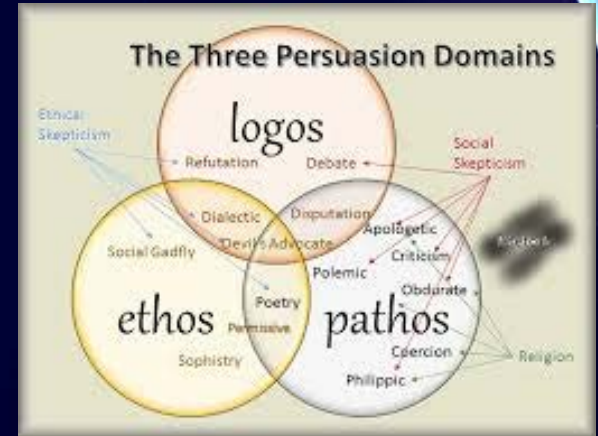 The Three Persuasion Domains
logos
Ethical
Skepticism
Refutation
Debate
Social
Skepticism
Dialectic
Disputation
Apologetic
Devil's Advocate
Social Gadfly
Criticism
Polemic
Obdurate
Poetry
ethos
Permissive
pathos
Sophistry
Coercion
Religion
Philippic